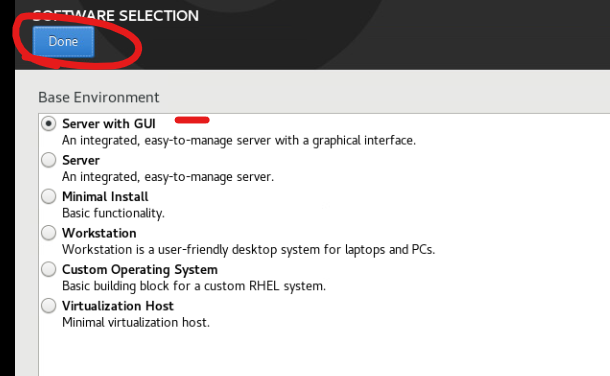 SOFTWARE SELECTION
Done
Base Environment
Server with GUI
An integrated, easy-to-manage server with a graphical interface.
Server
An integrated, easy-to-manage server.
Minimal Install
Basic functionality.
Workstation
Workstation is a user-friendly desktop system for laptops and PCs.
Custom Operating System
Basic building block for a custom RHEL system.
Virtualization Host
Minimal virtualization host.